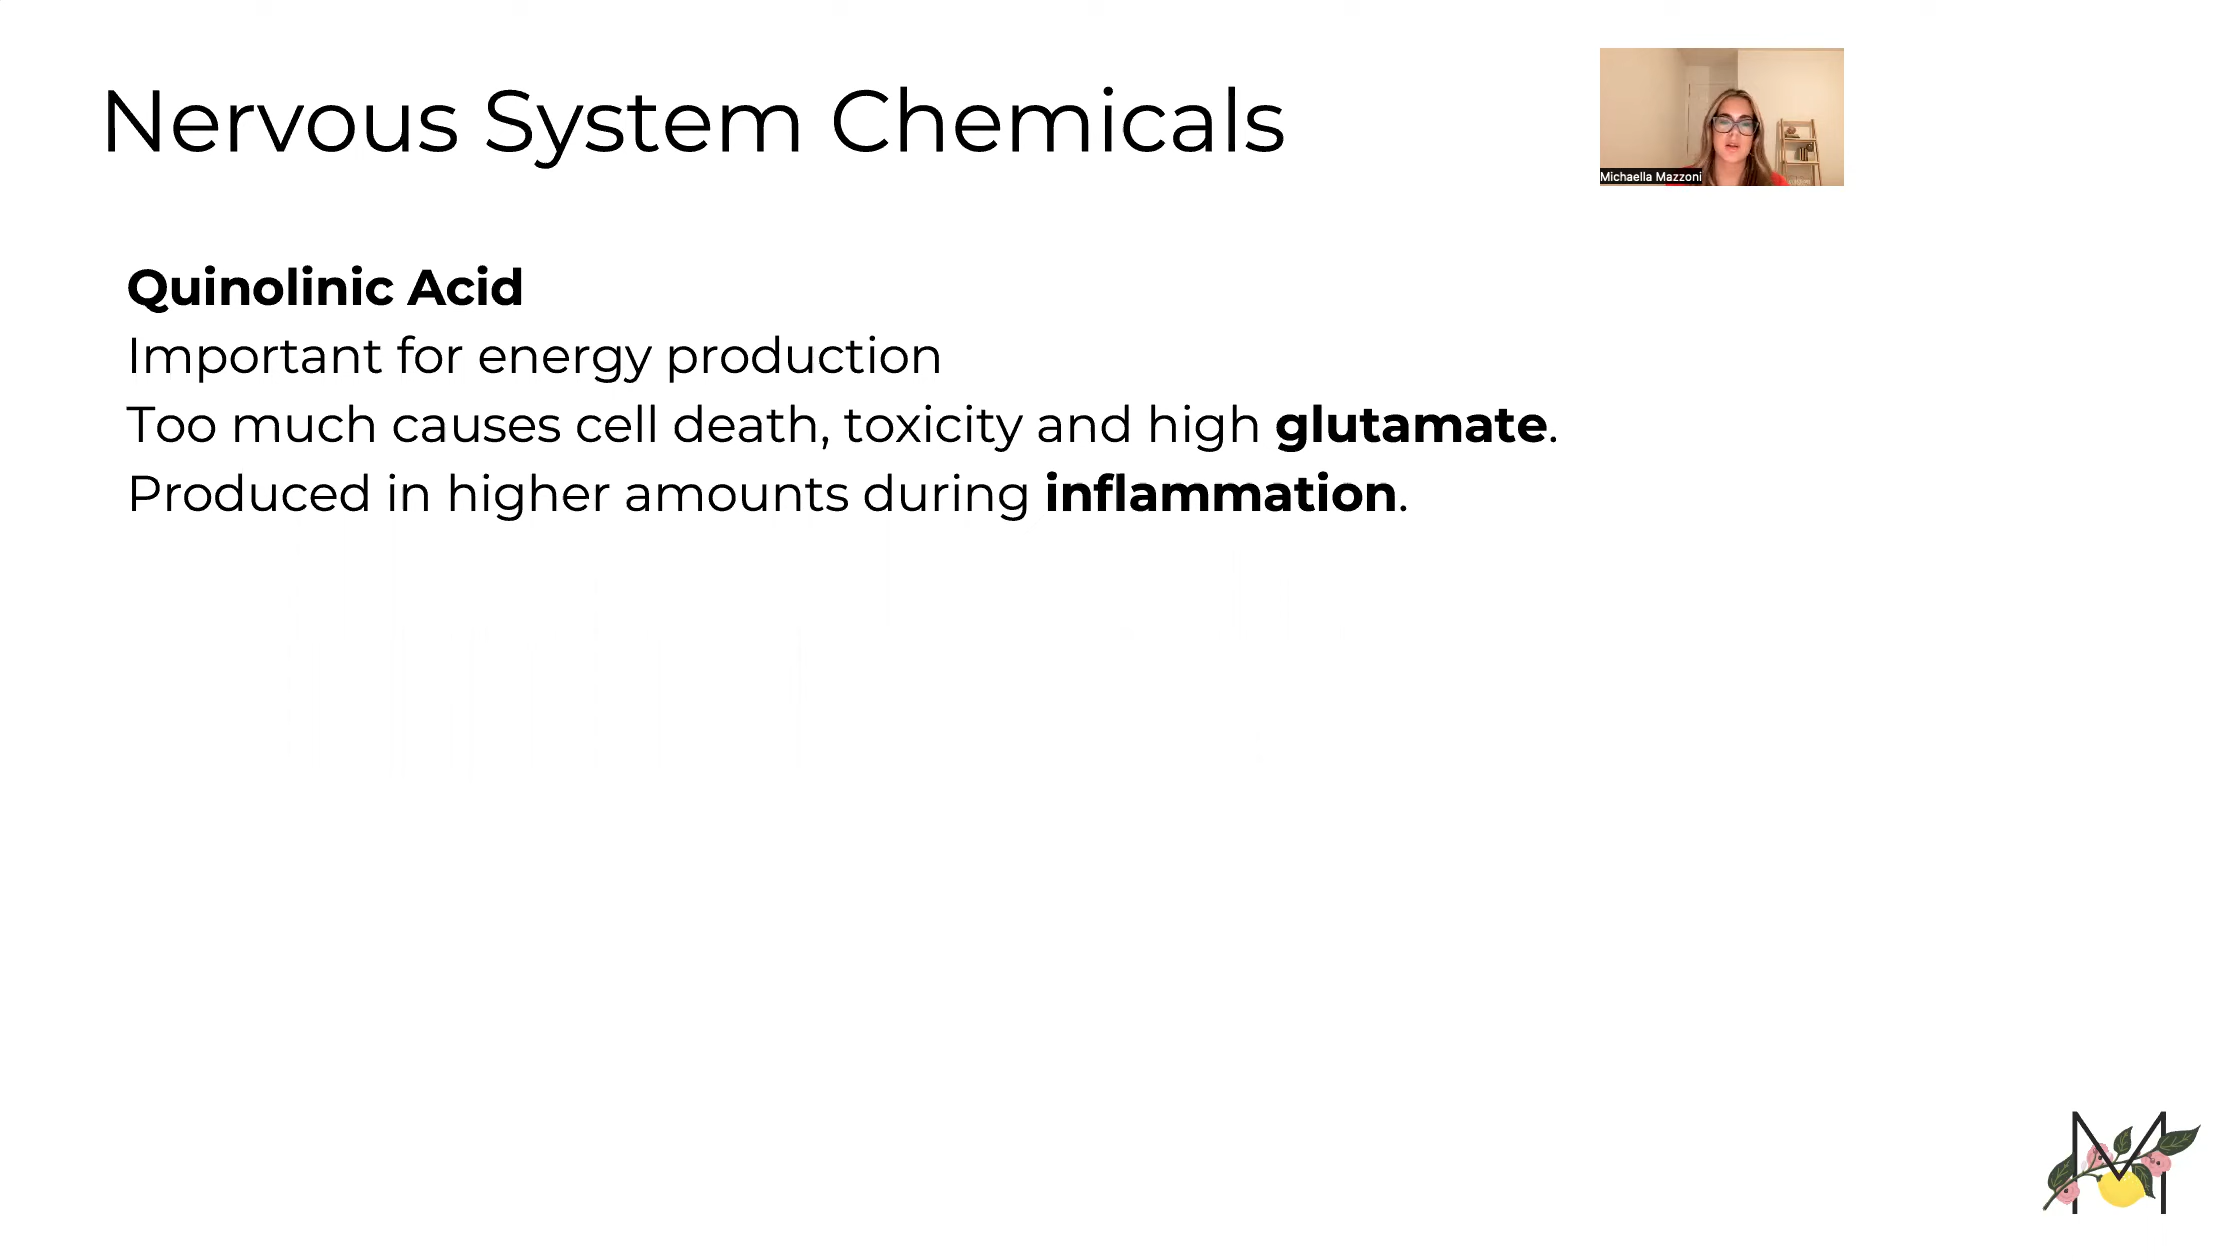 Nervous System Chemicals
Michaella Mazzoni
Quinolinic Acid
Important for energy production
Too much causes cell death, toxicity and high glutamate.
Produced in higher amounts during inflammation.
M